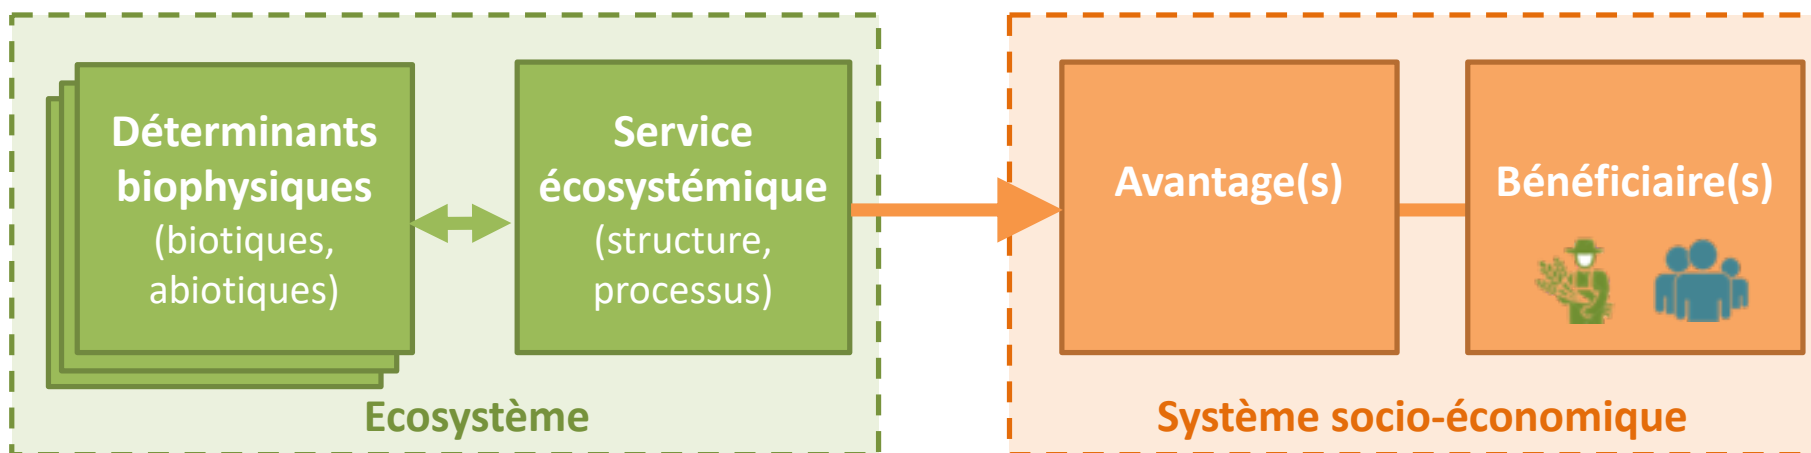 Déterminants
biophysiques
(biotiques,
abiotiques)
Service
écosystémique
(structure,
processus)
Ecosystème
Avantage(s)
Bénéficiaire(s)
Système socio-économique